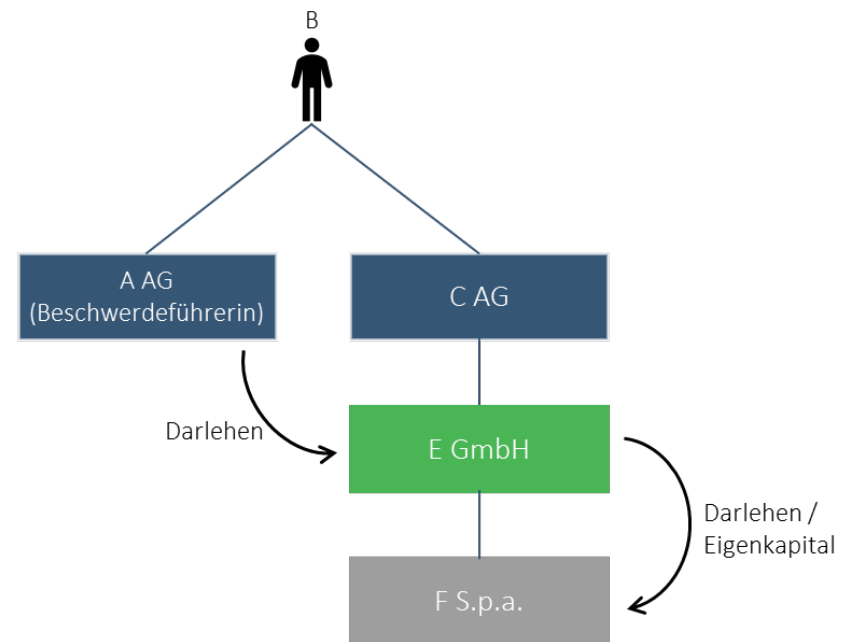 B
A AG
(Beschwerdeführerin)
C AG
Darlehen
E GmbH
Darlehen /
Eigenkapital
F S.p.a.